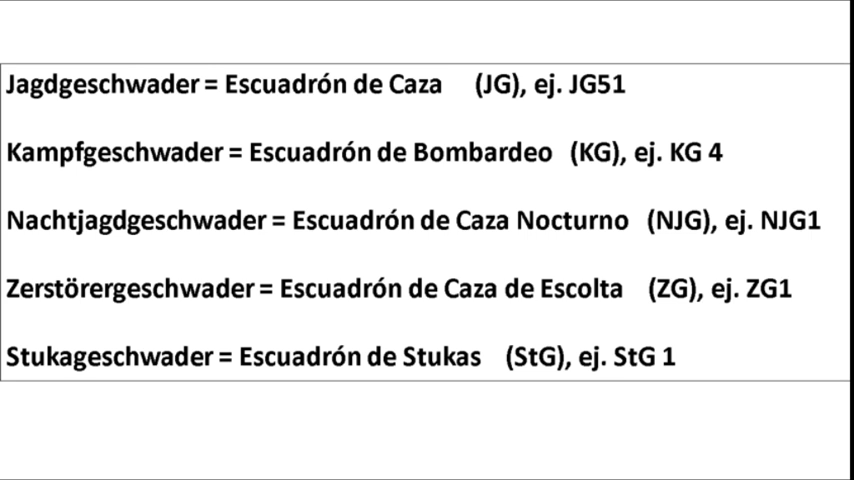 Jagdgeschwader = Escuadrón de Caza (JG), ej. JG51
Kampfgeschwader = Escuadrón de Bombardeo (KG), ej. KG 4
Nachtjagdgeschwader = Escuadrón de Caza Nocturno (NJG), ej. NJG1
Zerstörergeschwader = Escuadrón de Caza de Escolta (ZG), ej. ZG1
Stukageschwader = Escuadrón de Stukas (StG), ej. StG 1